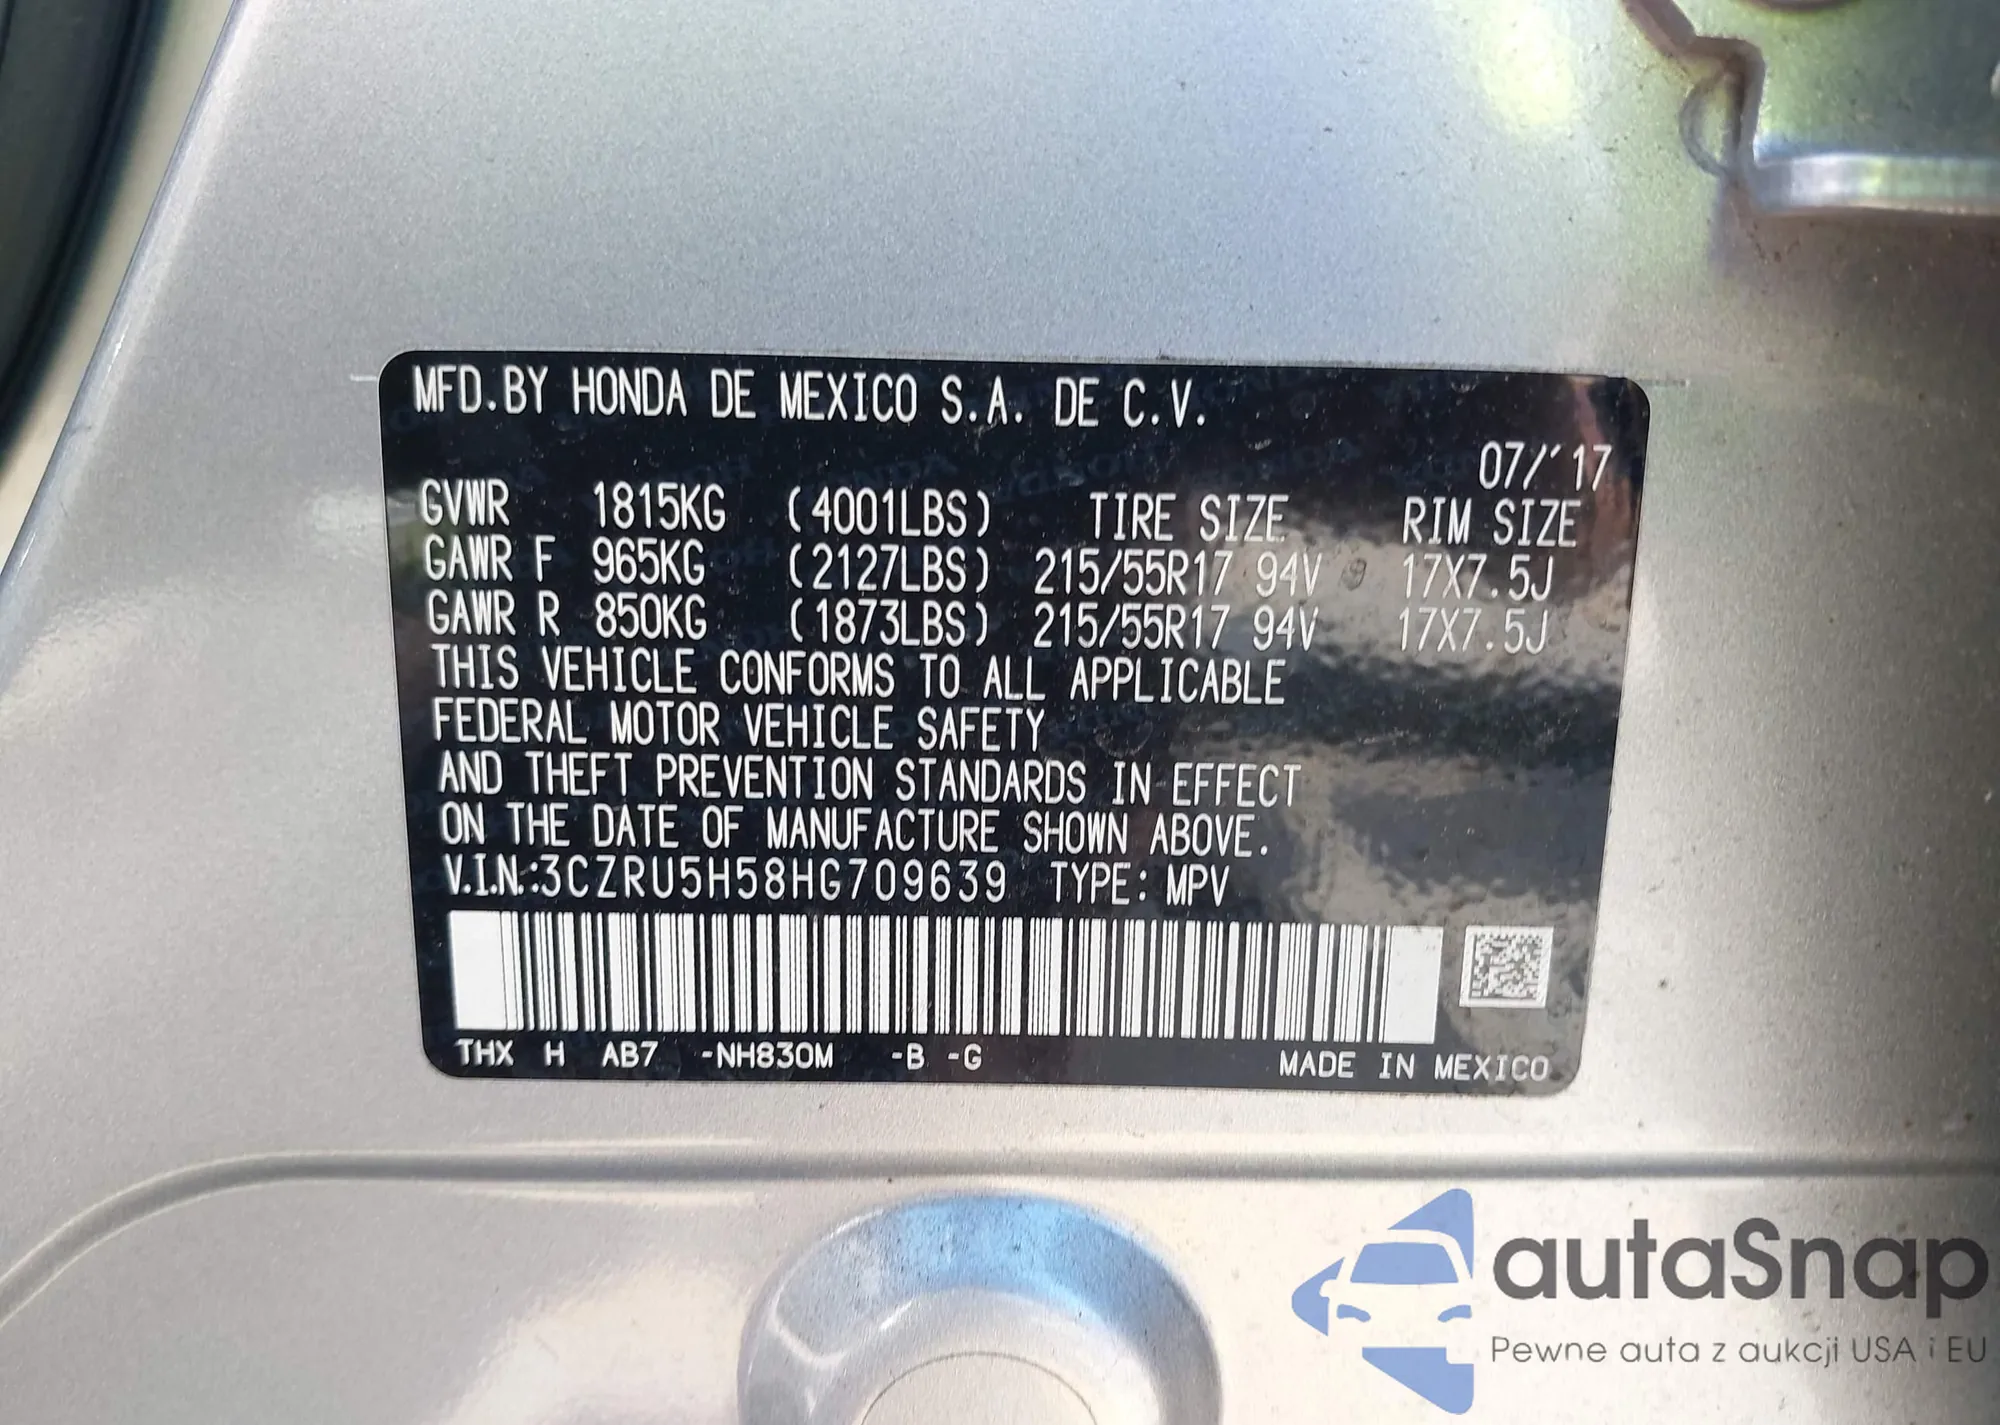 MFD.BY HONDA DE MEXICO S.A. DE C.V.
07/'17
GVWR 1815KG (4001LBS) TIRE SIZE RIM SIZE
GAWR F 965KG (2127LBS) 215/55R17 94V 17X7.5J
GAWR R 850KG (1873LBS) 215/55R17 94V 17X7.5J
THIS VEHICLE CONFORMS TO ALL APPLICABLE
FEDERAL MOTOR VEHICLE SAFETY
AND THEFT PREVENTION STANDARDS IN EFFECT
ON THE DATE OF MANUFACTURE SHOWN ABOVE.
V.I.N.:3CZRU5H58HG709639 TYPE: MPV
THX H AB7 -NH830M -B -G MADE IN MEXICO
autaSnap
Pewne auta z aukcji USA i EU